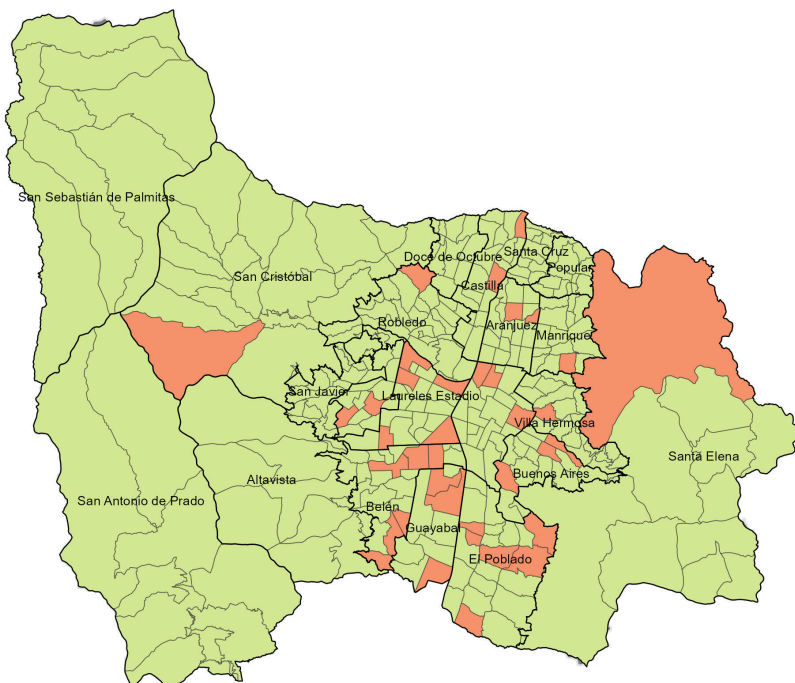 San Sebastián de Palmitas
Doce de Octubre
Santa Cruz
Popular
San Cristóbal
Castilla
Robledo
Aranjuez
Manrique
San Javier
Laureles Estadio
Villa Hermosa
Santa Elena
Buenos Aires
Altavista
San Antonio de Prado
Belén
Guayabal
El Poblado